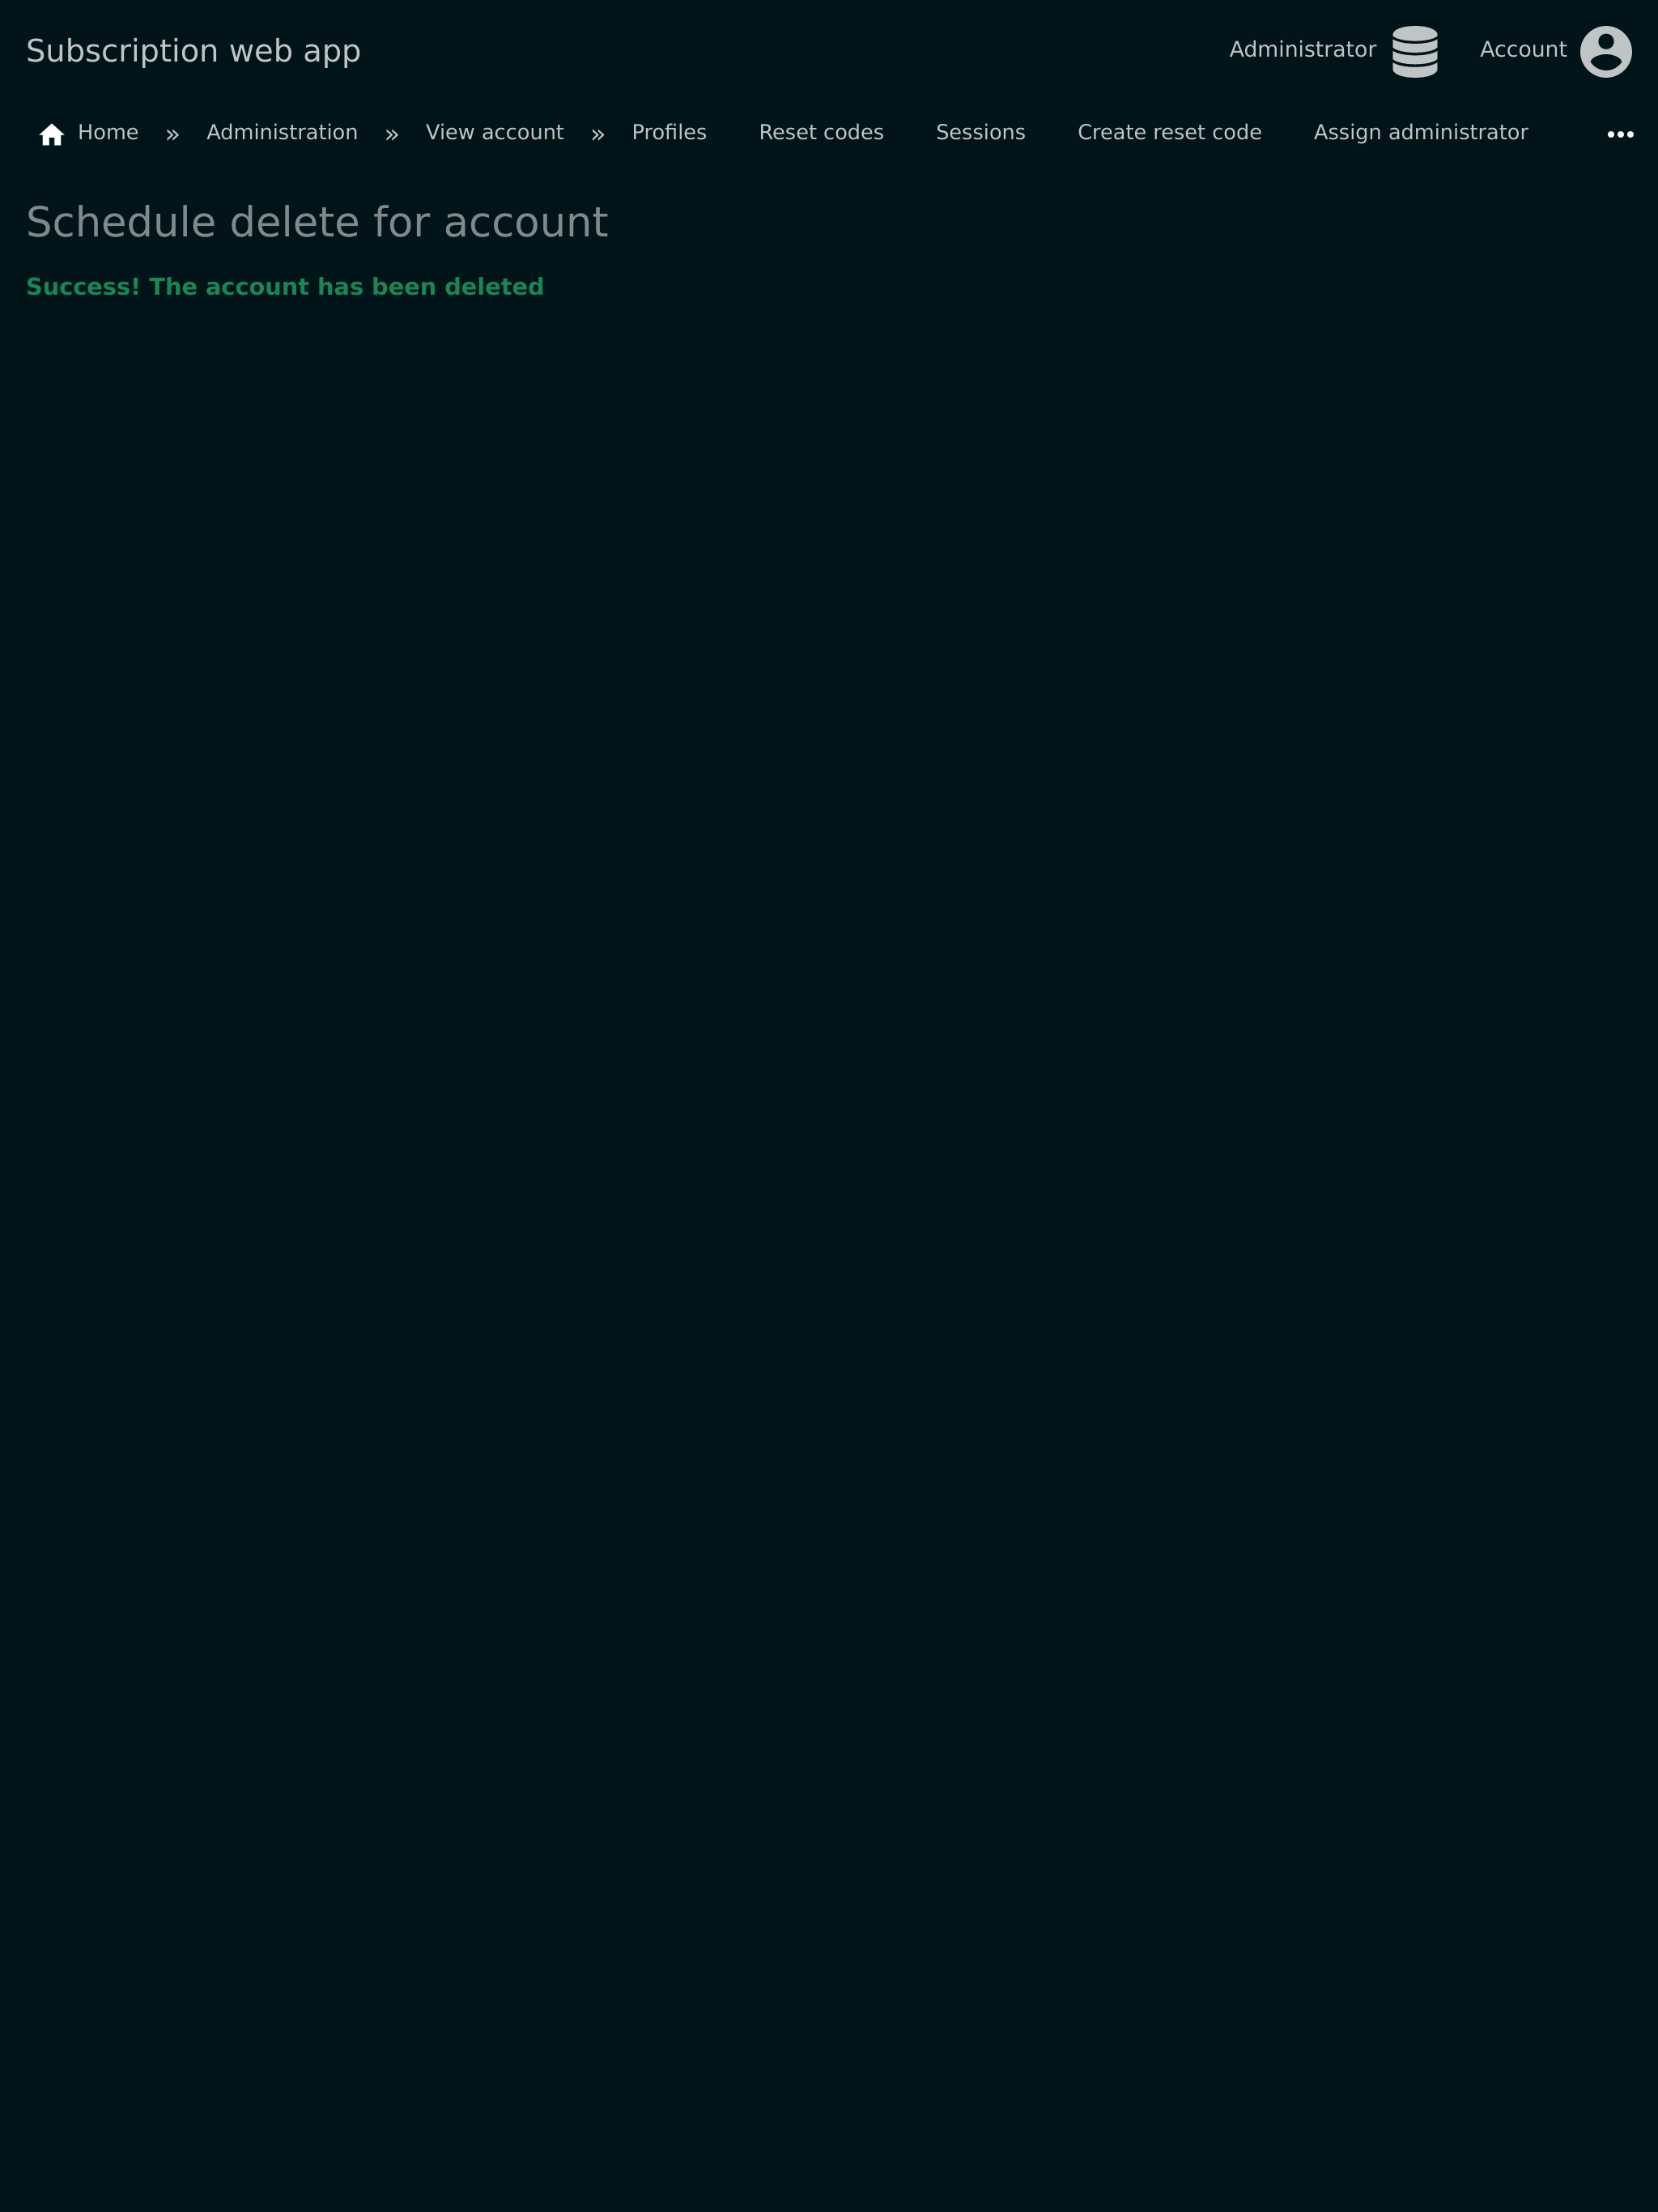 Subscription web app
Administrator Account
Home » Administration » View account » Profiles Reset codes Sessions Create reset code Assign administrator
Schedule delete for account
Success! The account has been deleted